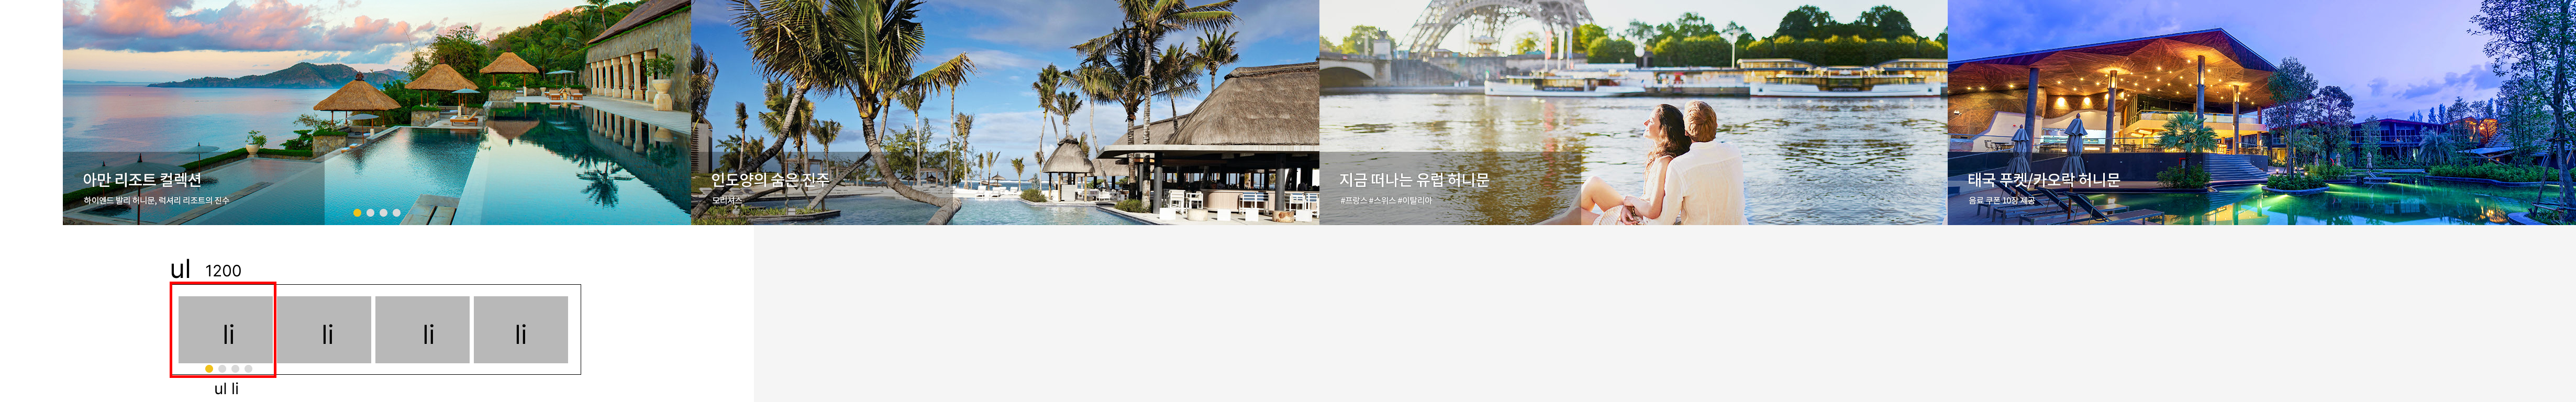 아만 리조트 컬렉션
하이엔드 발리 허니문, 럭셔리 리조트의 진수
인도양의 숨은 진주
모리셔스
지금 떠나는 유럽 허니문
#프랑스 #스위스 #이탈리아
태국 푸켓/카오락 허니문
음료 쿠폰 10장 제공
ul 1200
li li li li
ul li